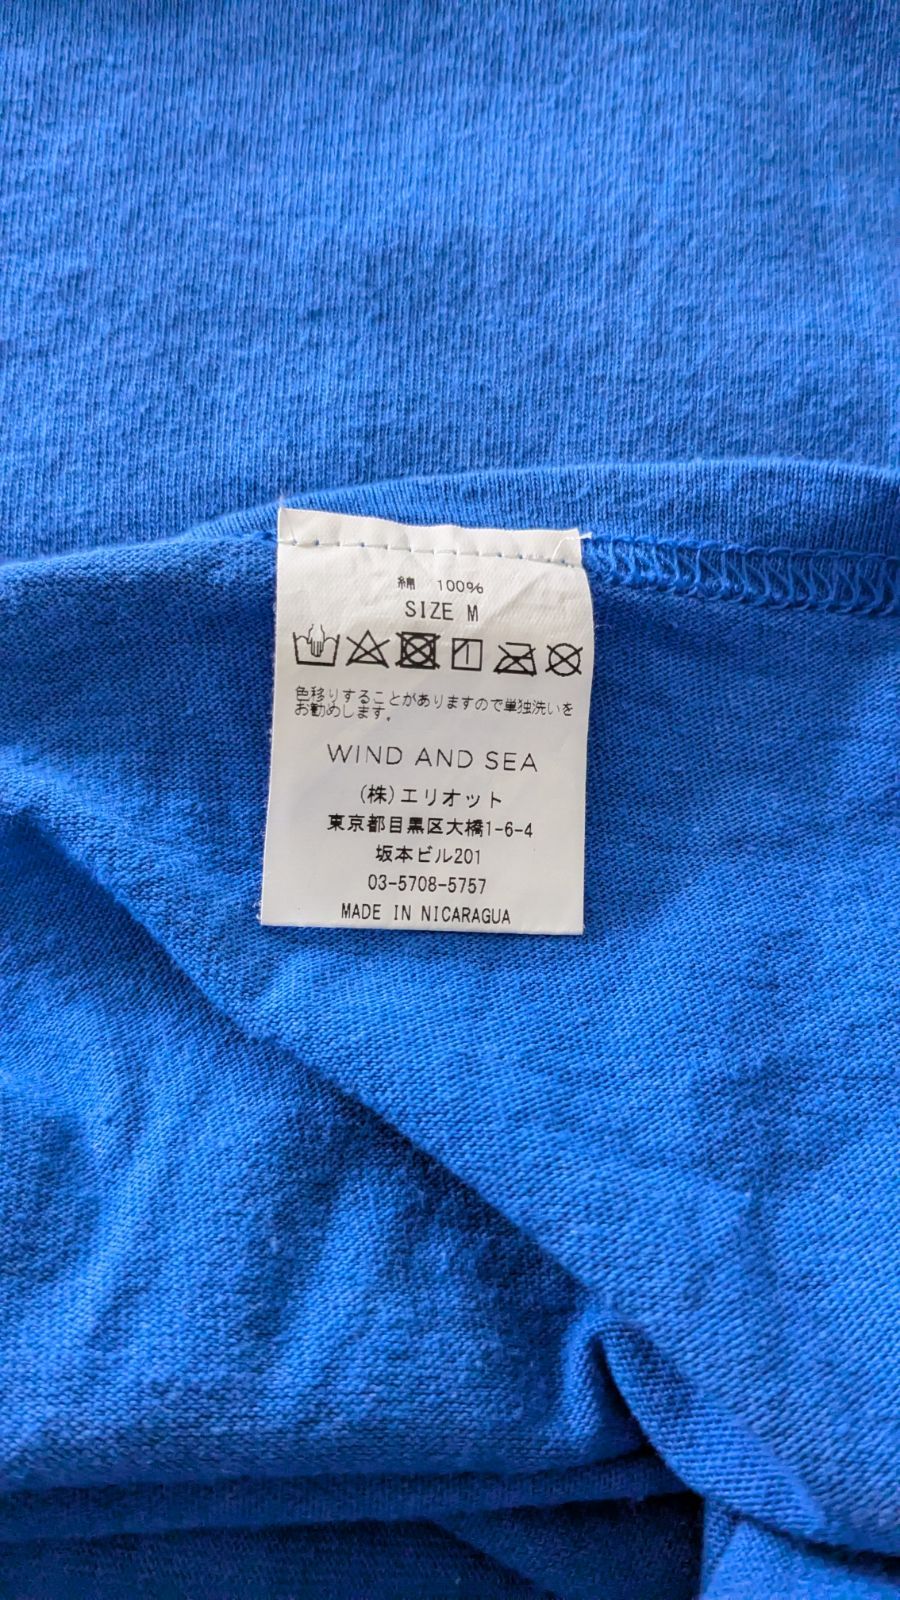 綿 100%
SIZE M
色移りすることがありますので単独洗いを
お勧めします。
WIND AND SEA
(株)エリオット
東京都目黒区大橋1-6-4
坂本ビル201
03-5708-5757
MADE IN NICARAGUA